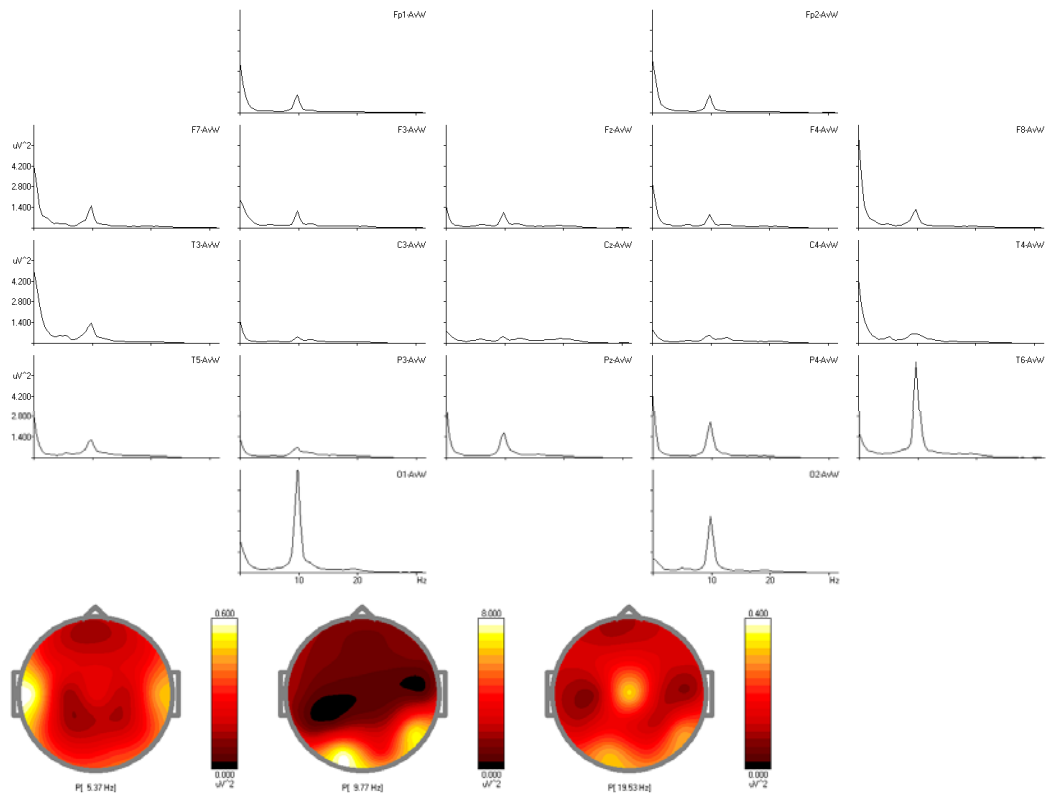 Fp1-AvW Fp2-AvW
F7-AvW F3-AvW Fz-AvW F4-AvW F8-AvW
uV^2
4.200
2.800
1.400
T3-AvW C3-AvW Cz-AvW C4-AvW T4-AvW
uV^2
4.200
2.800
1.400
T5-AvW P3-AvW Pz-AvW P4-AvW T6-AvW
uV^2
4.200
2.800
1.400
O1-AvW O2-AvW
10 20 Hz 10 20 Hz
0.600 8.000 0.400
0.000 0.000 0.000
uV^2 uV^2 uV^2
P[ 5.37 Hz] P[ 9.77 Hz] P[19.53 Hz]